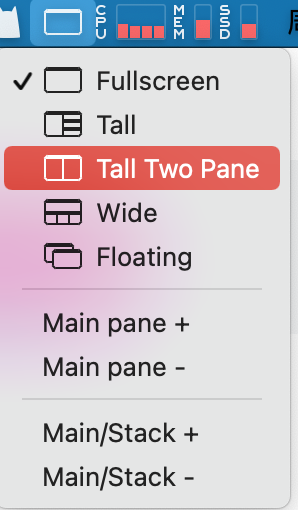 CPU
MEM
SSD
Fullscreen
Tall
Tall Two Pane
Wide
Floating
Main pane +
Main pane -
Main/Stack +
Main/Stack -